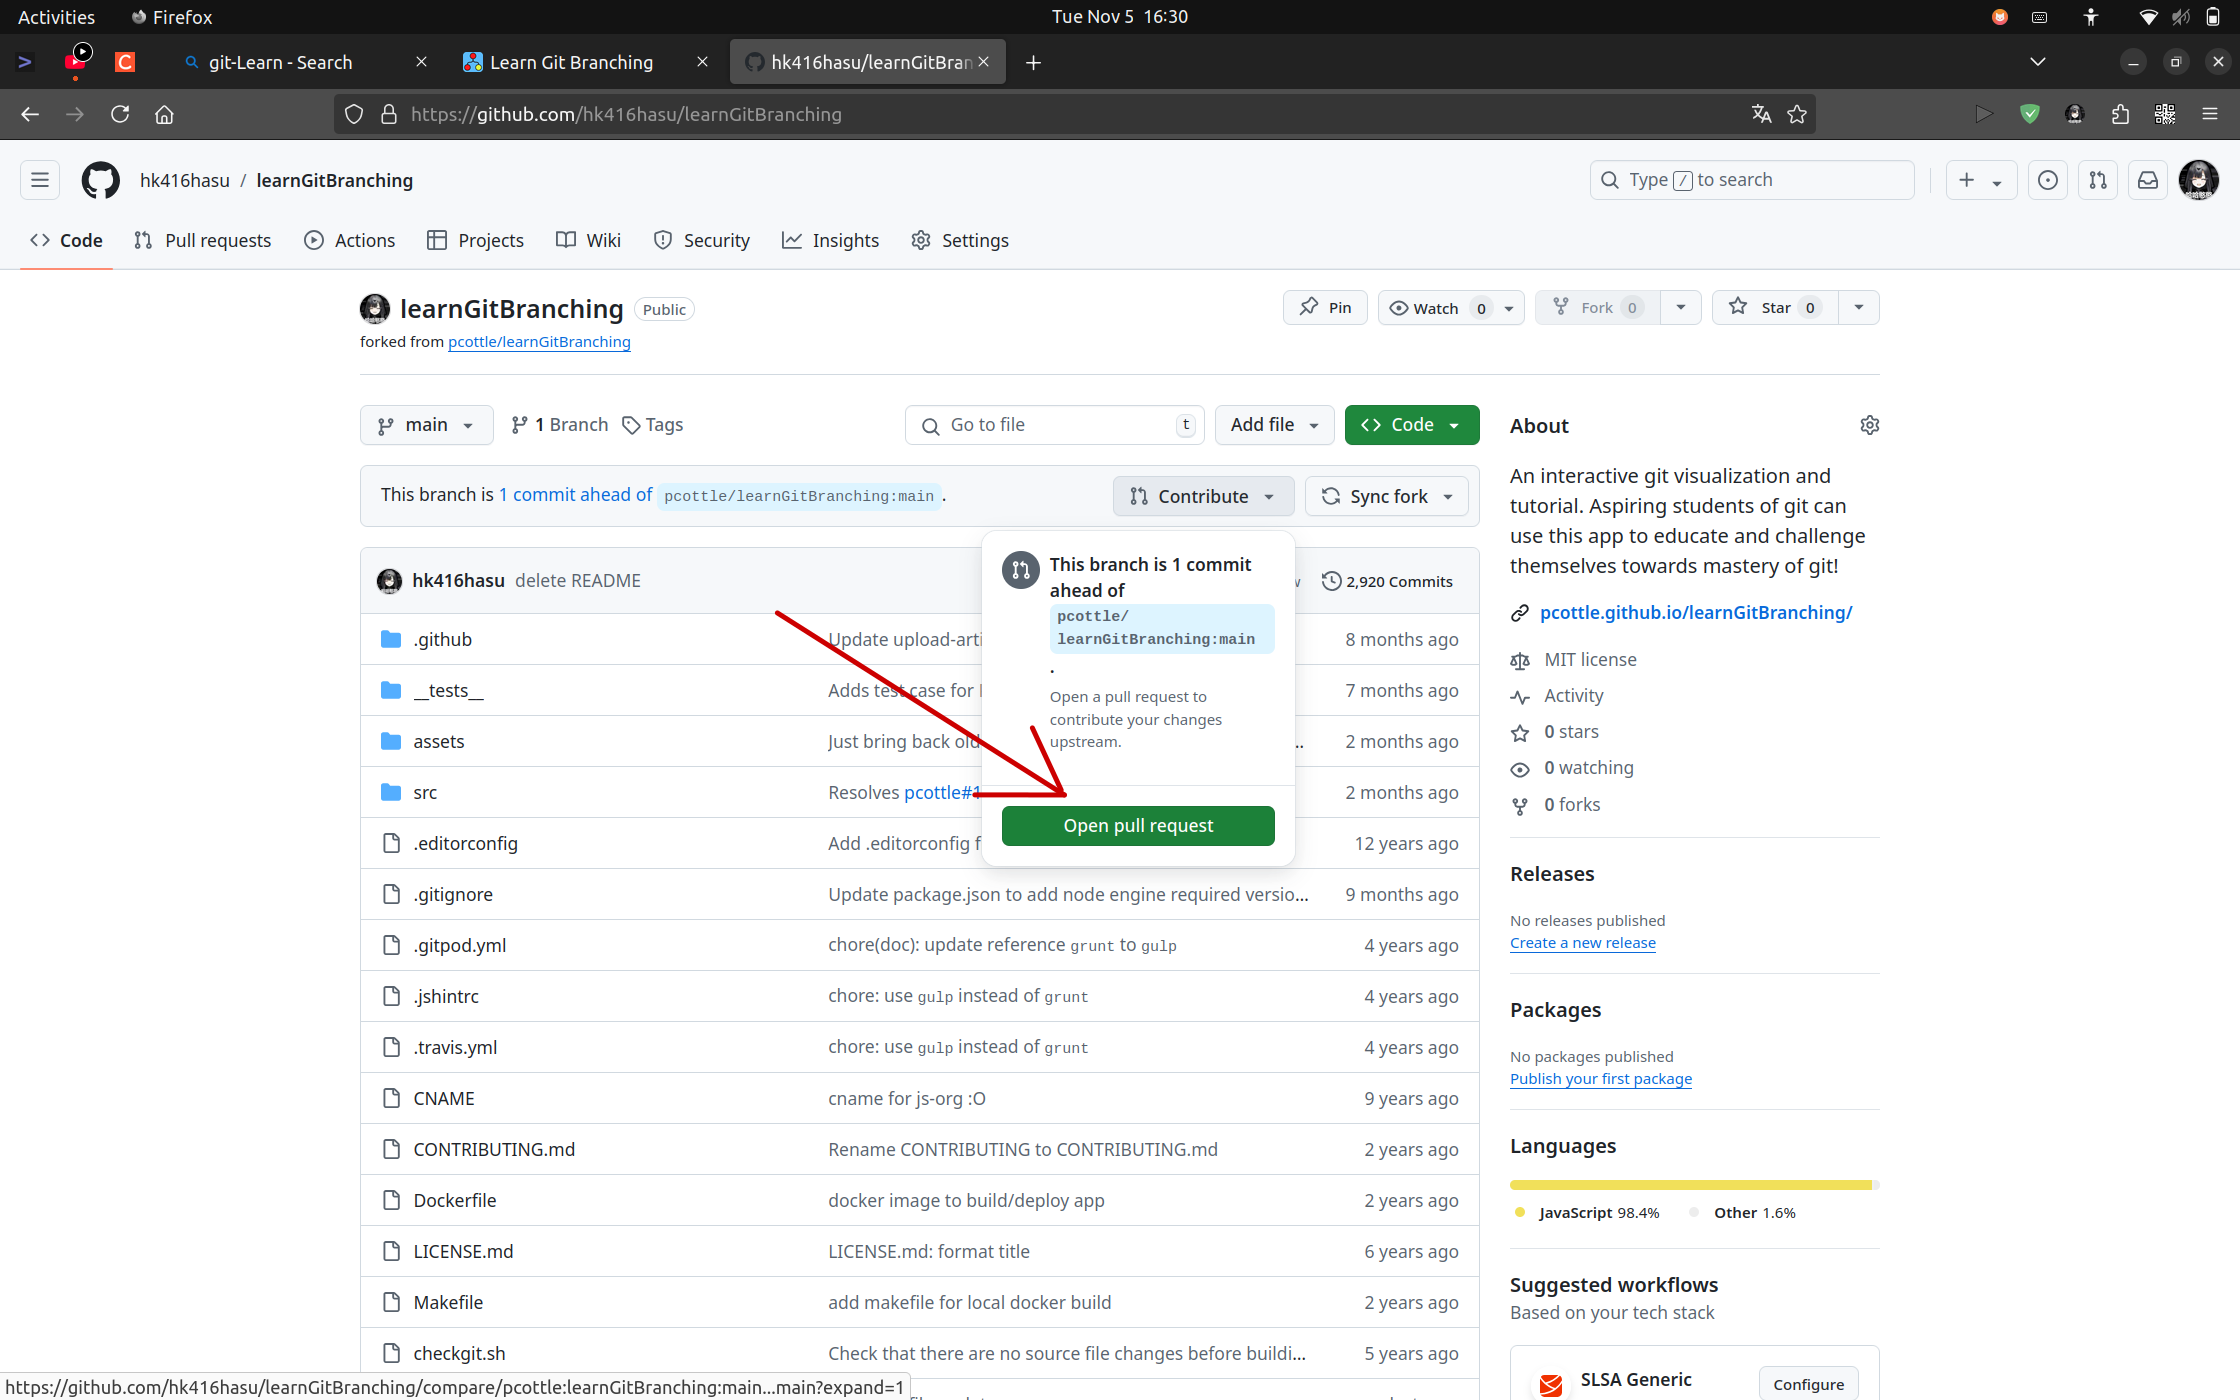 Activities Firefox Tue Nov 5 16:30
git-Learn - Search Learn Git Branching hk416hasu/learnGitBran
https://github.com/hk416hasu/learnGitBranching
hk416hasu / learnGitBranching Type / to search
Code Pull requests Actions Projects Wiki Security Insights Settings
learnGitBranching Public Pin Watch 0 Fork 0 Star 0
forked from pcottle/learnGitBranching
main 1 Branch Tags Go to file t Add file Code
This branch is 1 commit ahead of pcottle/learnGitBranching:main . Contribute Sync fork
hk416hasu delete README 2,920 Commits
This branch is 1 commit
ahead of
pcottle/
learnGitBranching:main
.
Open a pull request to
contribute your changes
upstream.
Open pull request
.github Update upload-arti 8 months ago
__tests__ Adds test case for 7 months ago
assets Just bring back old ... 2 months ago
src Resolves pcottle#1 2 months ago
.editorconfig Add .editorconfig f 12 years ago
.gitignore Update package.json to add node engine required versio... 9 months ago
.gitpod.yml chore(doc): update reference grunt to gulp 4 years ago
.jshintrc chore: use gulp instead of grunt 4 years ago
.travis.yml chore: use gulp instead of grunt 4 years ago
CNAME cname for js-org :O 9 years ago
CONTRIBUTING.md Rename CONTRIBUTING to CONTRIBUTING.md 2 years ago
Dockerfile docker image to build/deploy app 2 years ago
LICENSE.md LICENSE.md: format title 6 years ago
Makefile add makefile for local docker build 2 years ago
checkgit.sh Check that there are no source file changes before buildi... 5 years ago
About
An interactive git visualization and
tutorial. Aspiring students of git can
use this app to educate and challenge
themselves towards mastery of git!
pcottle.github.io/learnGitBranching/
MIT license
Activity
0 stars
0 watching
0 forks
Releases
No releases published
Create a new release
Packages
No packages published
Publish your first package
Languages
JavaScript 98.4% Other 1.6%
Suggested workflows
Based on your tech stack
SLSA Generic Configure
https://github.com/hk416hasu/learnGitBranching/compare/pcottle:learnGitBranching:main...main?expand=1